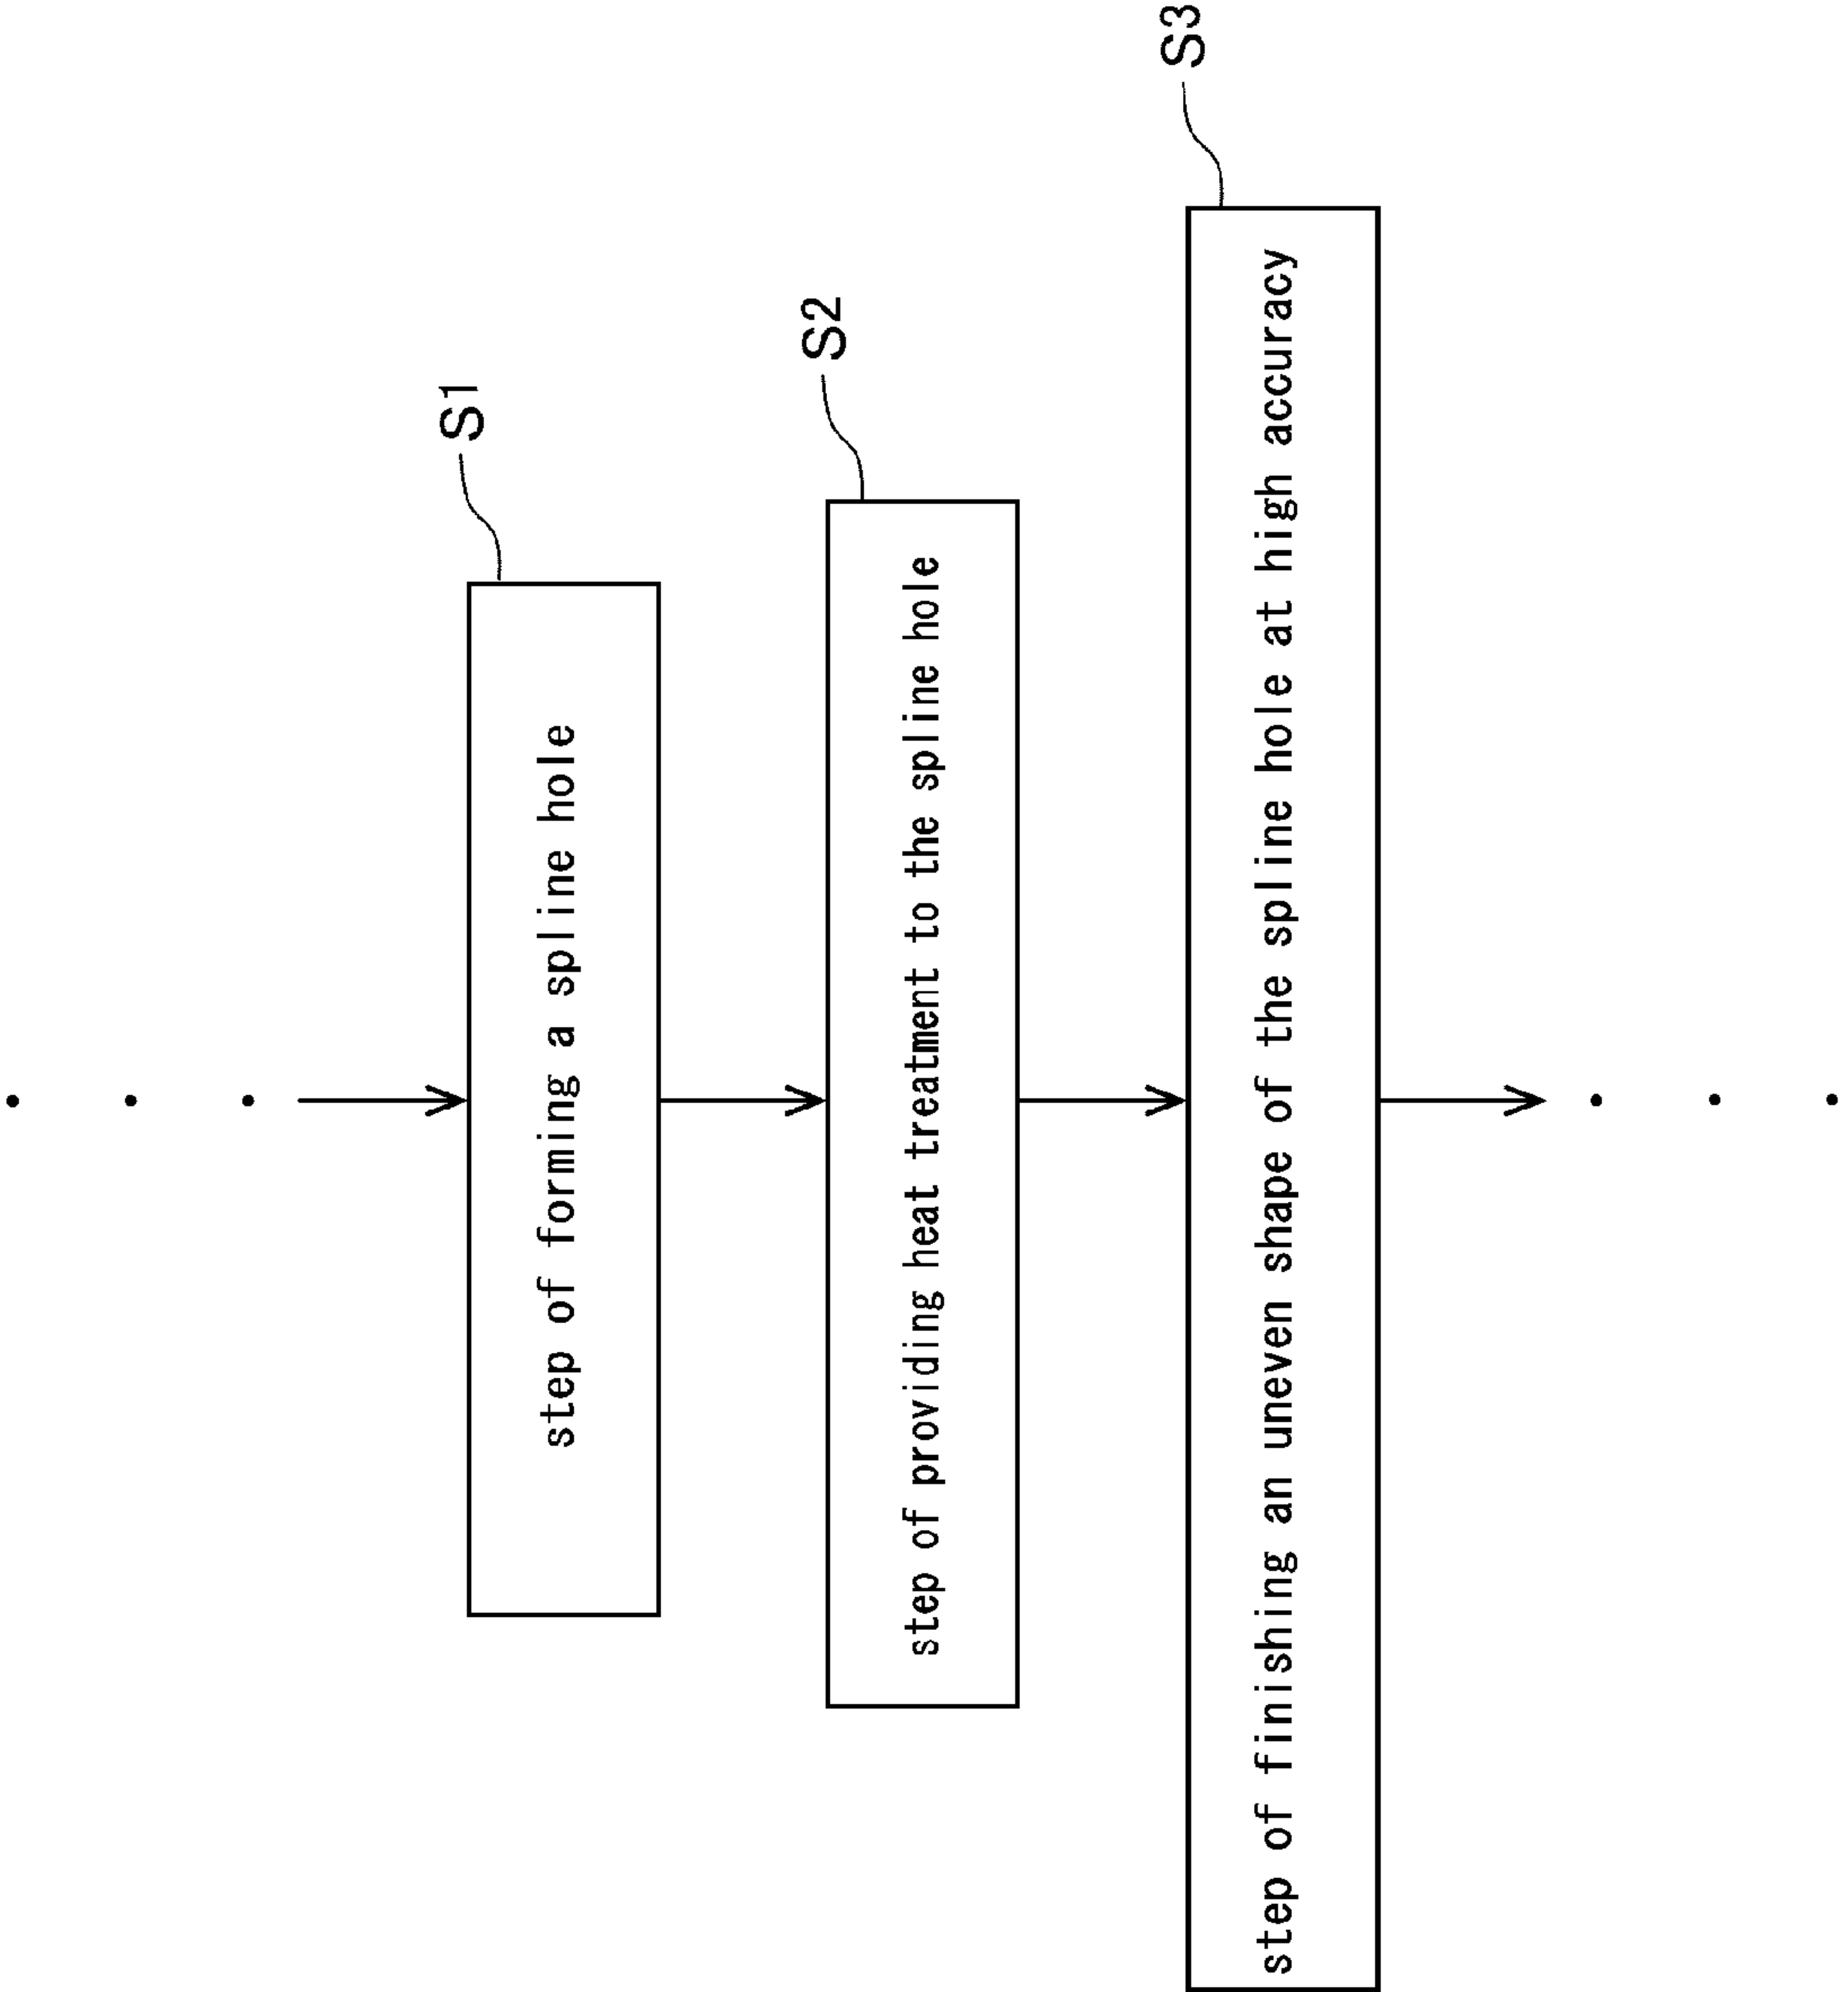 S1
step of forming a spline hole
S2
step of providing heat treatment to the spline hole
S3
step of finishing an uneven shape of the spline hole at high accuracy